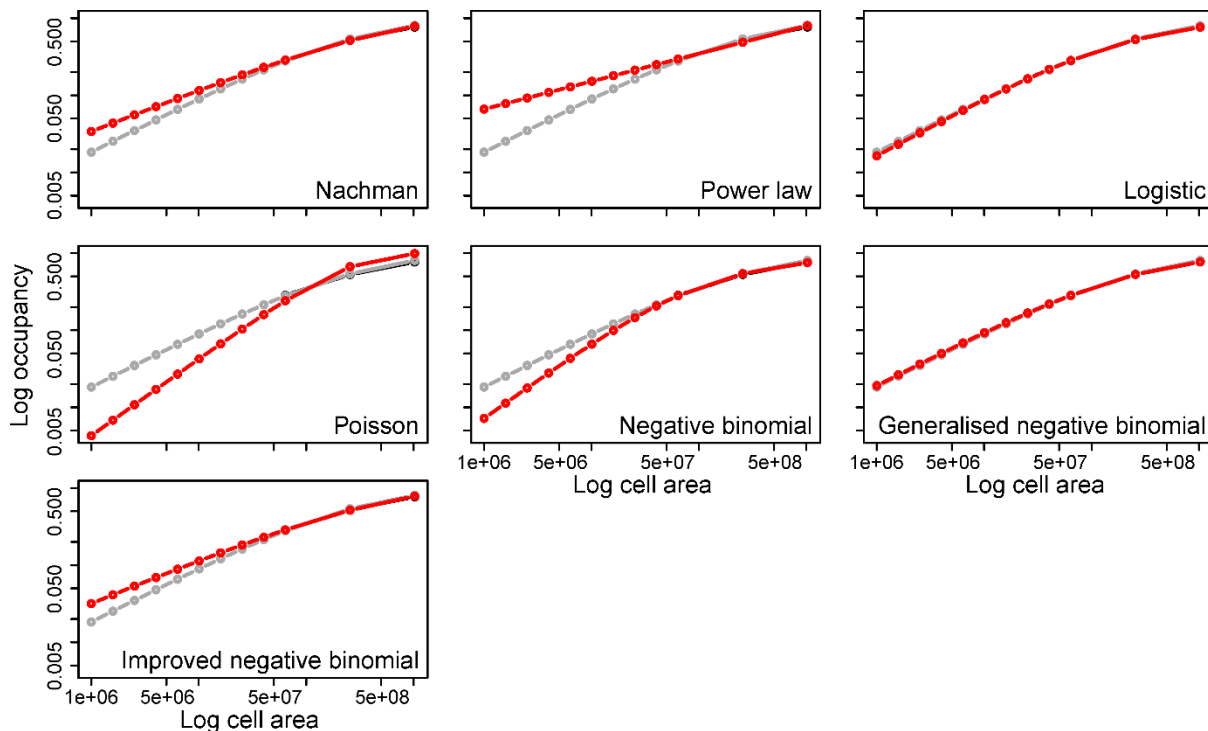 0.500
0.050
0.005
Nachman
Power law
Logistic
Log occupancy
0.500
0.050
0.005
Poisson
Negative binomial
Generalised negative binomial
1e+06 5e+06 5e+07 5e+08
Log cell area
1e+06 5e+06 5e+07 5e+08
Log cell area
0.500
0.050
0.005
Improved negative binomial
1e+06 5e+06 5e+07 5e+08
Log cell area